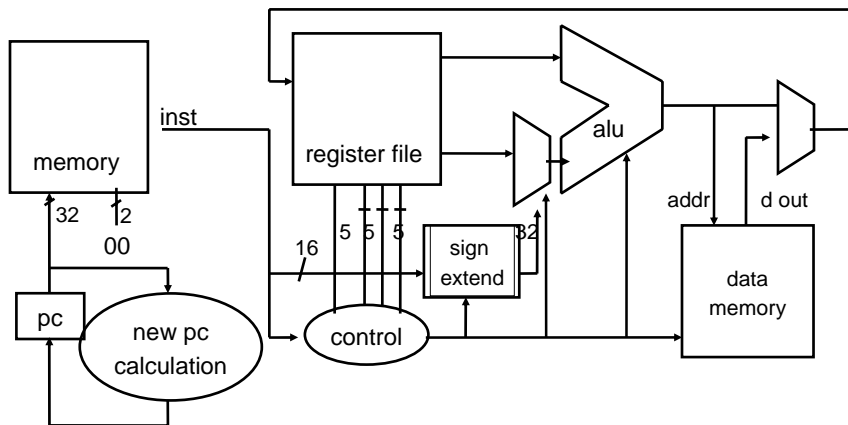 inst
memory
register file
alu
32
2
00
addr
d out
5
5
5
32
16
sign
extend
data
memory
pc
new pc
calculation
control